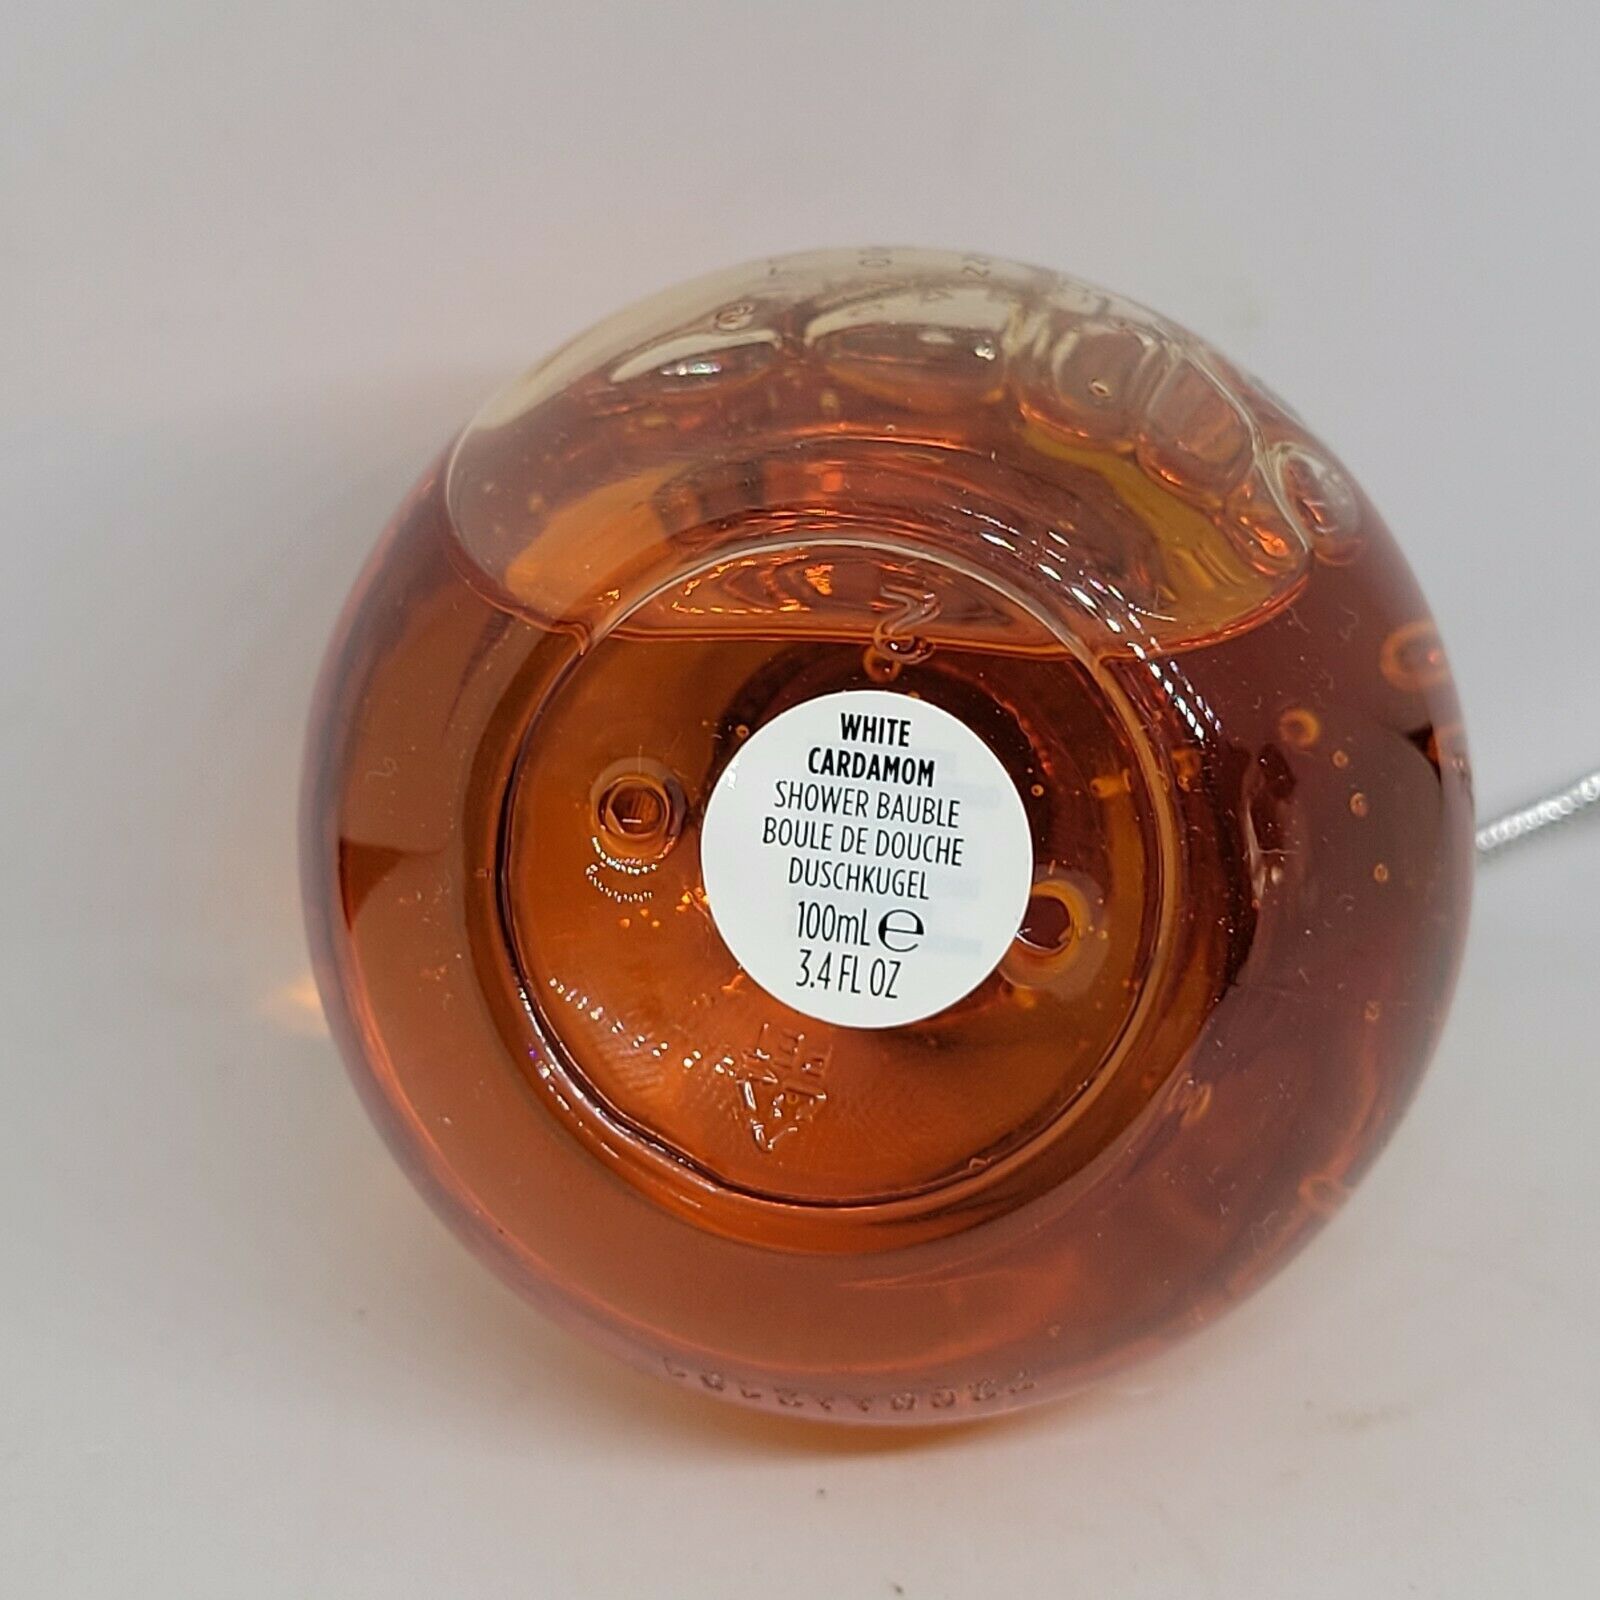 WHITE
CARDAMOM
SHOWER BAUBLE
BOULE DE DOUCHE
DUSCHKUGEL
100mL ℮
3.4 FL OZ